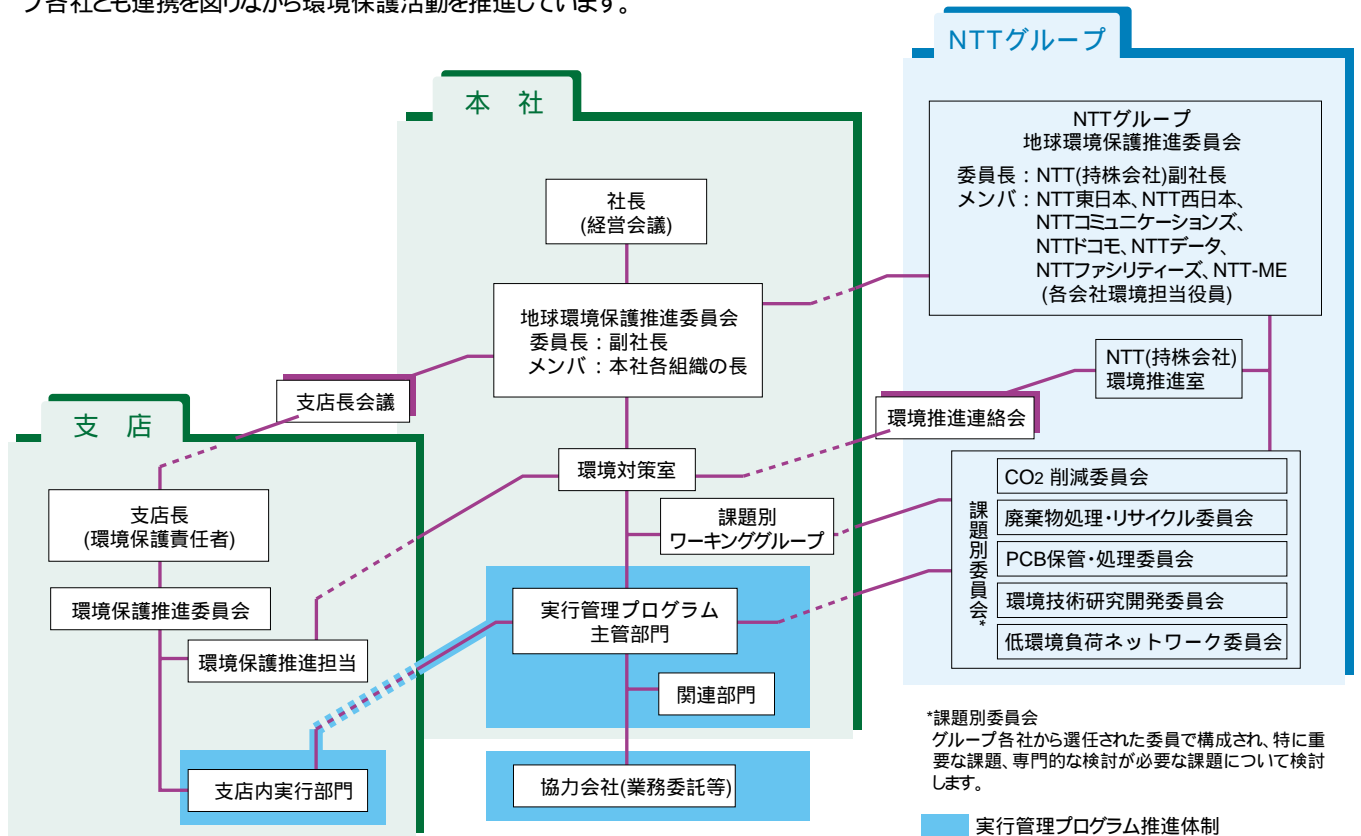 プ各社とも連携を図りながら環境保護活動を推進しています。
NTTグループ
本 社
NTTグループ
地球環境保護推進委員会
委員長：NTT(持株会社)副社長
メンバ：NTT東日本、NTT西日本、
NTTコミュニケーションズ、
NTTドコモ、NTTデータ、
NTTファシリティーズ、NTT-ME
(各会社環境担当役員)
社長
(経営会議)
地球環境保護推進委員会
委員長：副社長
メンバ：本社各組織の長
NTT(持株会社)
環境推進室
支店長会議
環境推進連絡会
支 店
環境対策室
課題別
ワーキンググループ
課題別委員会*
CO2 削減委員会
廃棄物処理・リサイクル委員会
PCB保管・処理委員会
環境技術研究開発委員会
低環境負荷ネットワーク委員会
支店長
(環境保護責任者)
環境保護推進委員会
環境保護推進担当
実行管理プログラム
主管部門
関連部門
支店内実行部門
協力会社(業務委託等)
*課題別委員会
グループ各社から選任された委員で構成され、特に重
要な課題、専門的な検討が必要な課題について検討
します。
実行管理プログラム推進体制